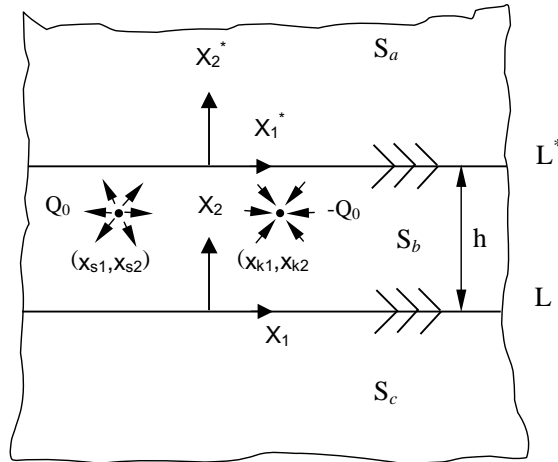 X2*
Sa
X1*
L*
Q0
X2
-Q0
Sb
h
(xs1,xs2)
(xk1,xk2
L
X1
Sc